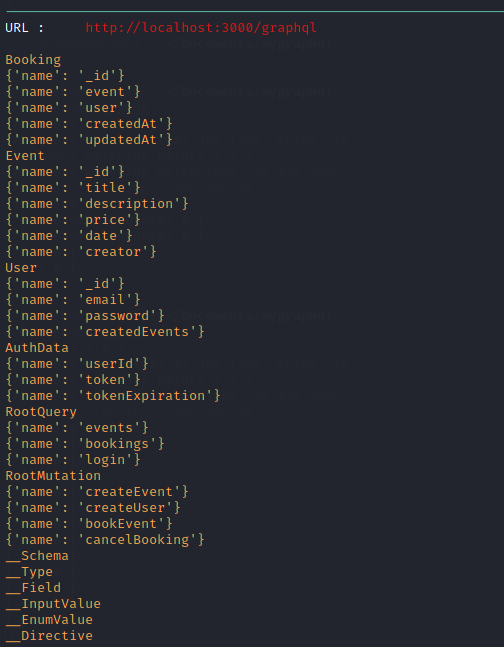 URL : http://localhost:3000/graphql
Booking
{'name': '_id'}
{'name': 'event'}
{'name': 'user'}
{'name': 'createdAt'}
{'name': 'updatedAt'}
Event
{'name': '_id'}
{'name': 'title'}
{'name': 'description'}
{'name': 'price'}
{'name': 'date'}
{'name': 'creator'}
User
{'name': '_id'}
{'name': 'email'}
{'name': 'password'}
{'name': 'createdEvents'}
AuthData
{'name': 'userId'}
{'name': 'token'}
{'name': 'tokenExpiration'}
RootQuery
{'name': 'events'}
{'name': 'bookings'}
{'name': 'login'}
RootMutation
{'name': 'createEvent'}
{'name': 'createUser'}
{'name': 'bookEvent'}
{'name': 'cancelBooking'}
__Schema
__Type
__Field
__InputValue
__EnumValue
__Directive